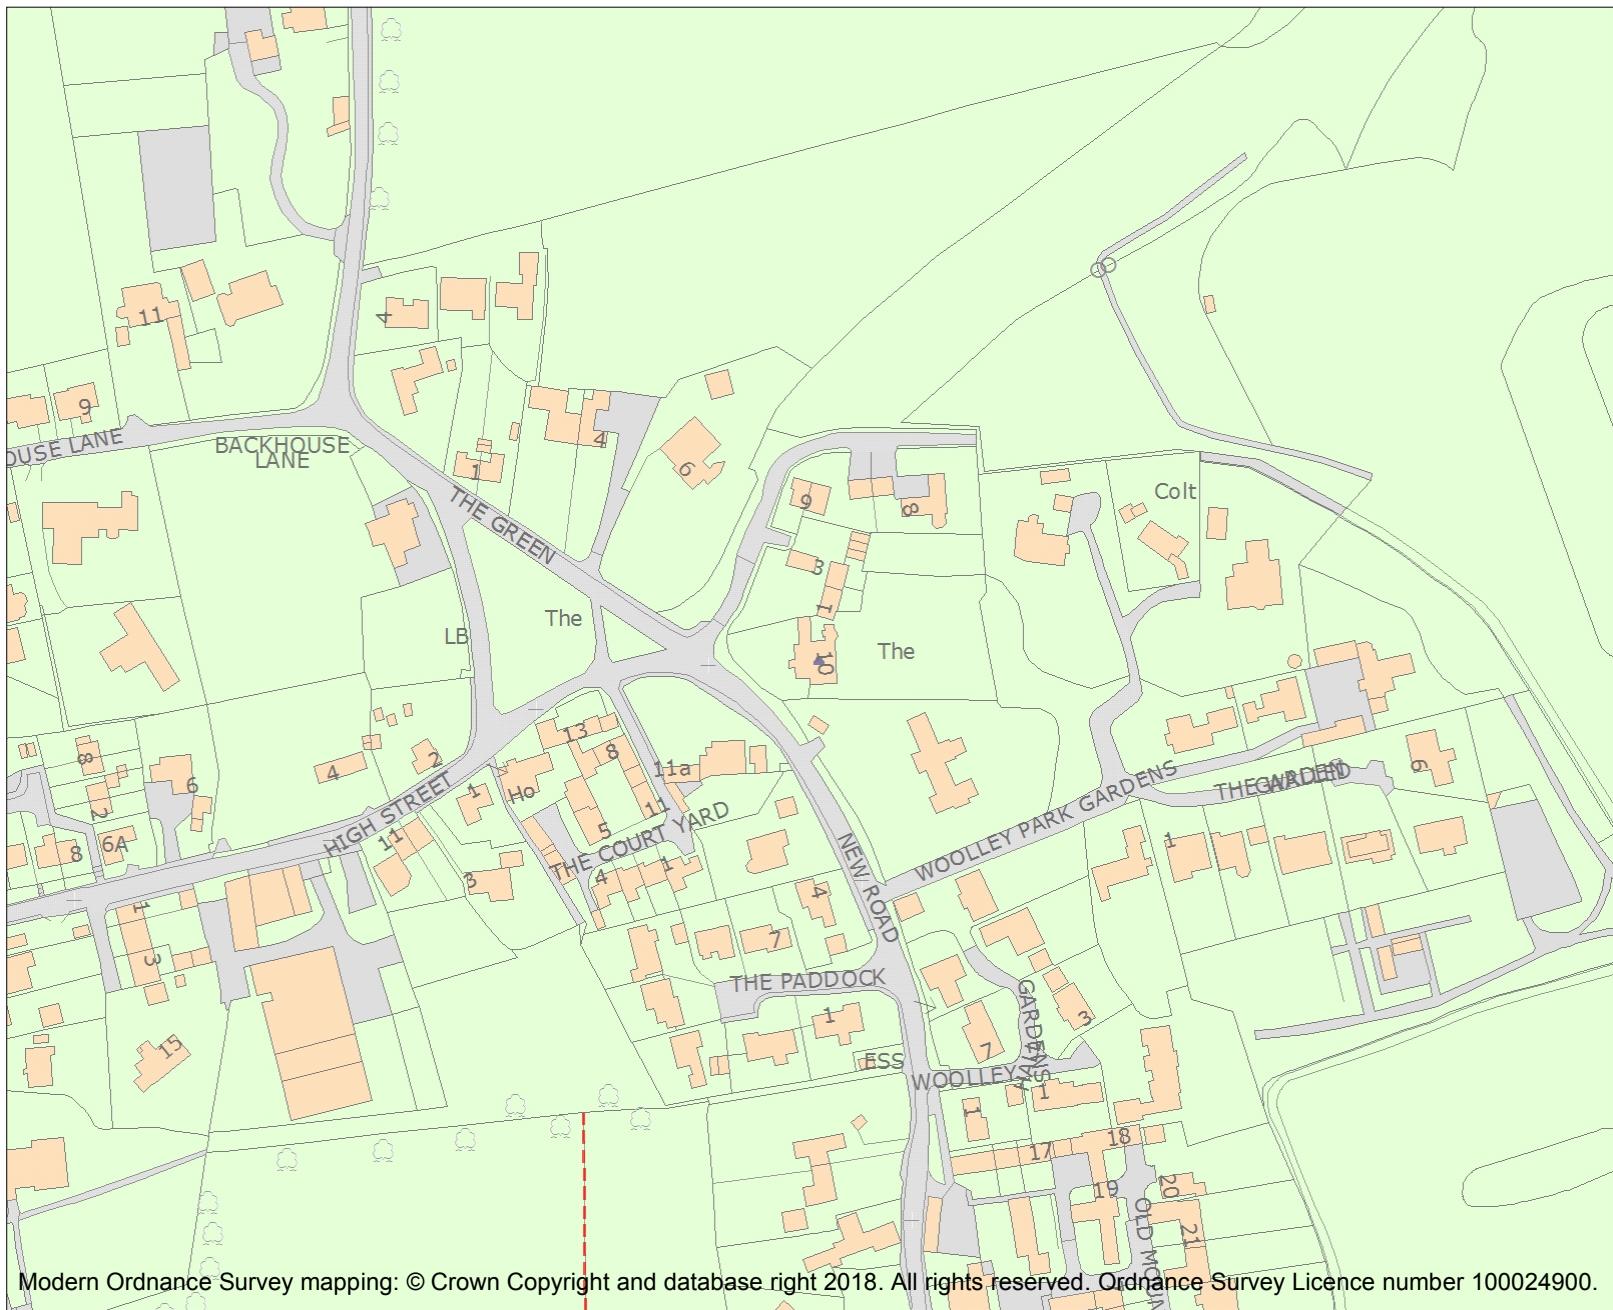 11
4
9
OUSE LANE
BACKHOUSE
LANE
1
4
6
THE GREEN
9
8
Colt
3
1
The
LB
The
10
13
8
8
4
2
6
11a
Ho
1
2
11
5
THE COURT YARD
HIGH STREET
11
6A
8
3
4
1
NEW ROAD
WOOLLEY PARK GARDENS
THE WALLED
GARDEN
6
1
4
7
1
3
THE PADDOCK
1
GARDENS
3
7
15
ESS
WOOLLEY
1
1
17
18
19
20
21
OLD MOUN
Modern Ordnance Survey mapping: © Crown Copyright and database right 2018. All rights reserved. Ordnance Survey Licence number 100024900.